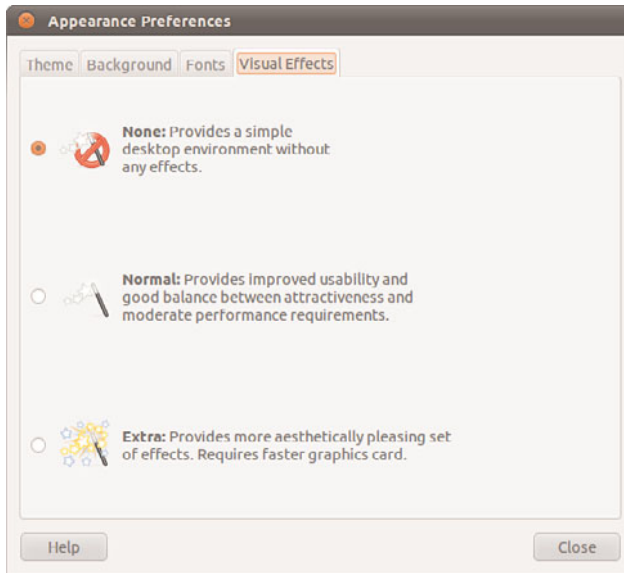 Appearance Preferences
Theme Background Fonts Visual Effects
None: Provides a simple
desktop environment without
any effects.
Normal: Provides improved usability and
good balance between attractiveness and
moderate performance requirements.
Extra: Provides more aesthetically pleasing set
of effects. Requires faster graphics card.
Help Close